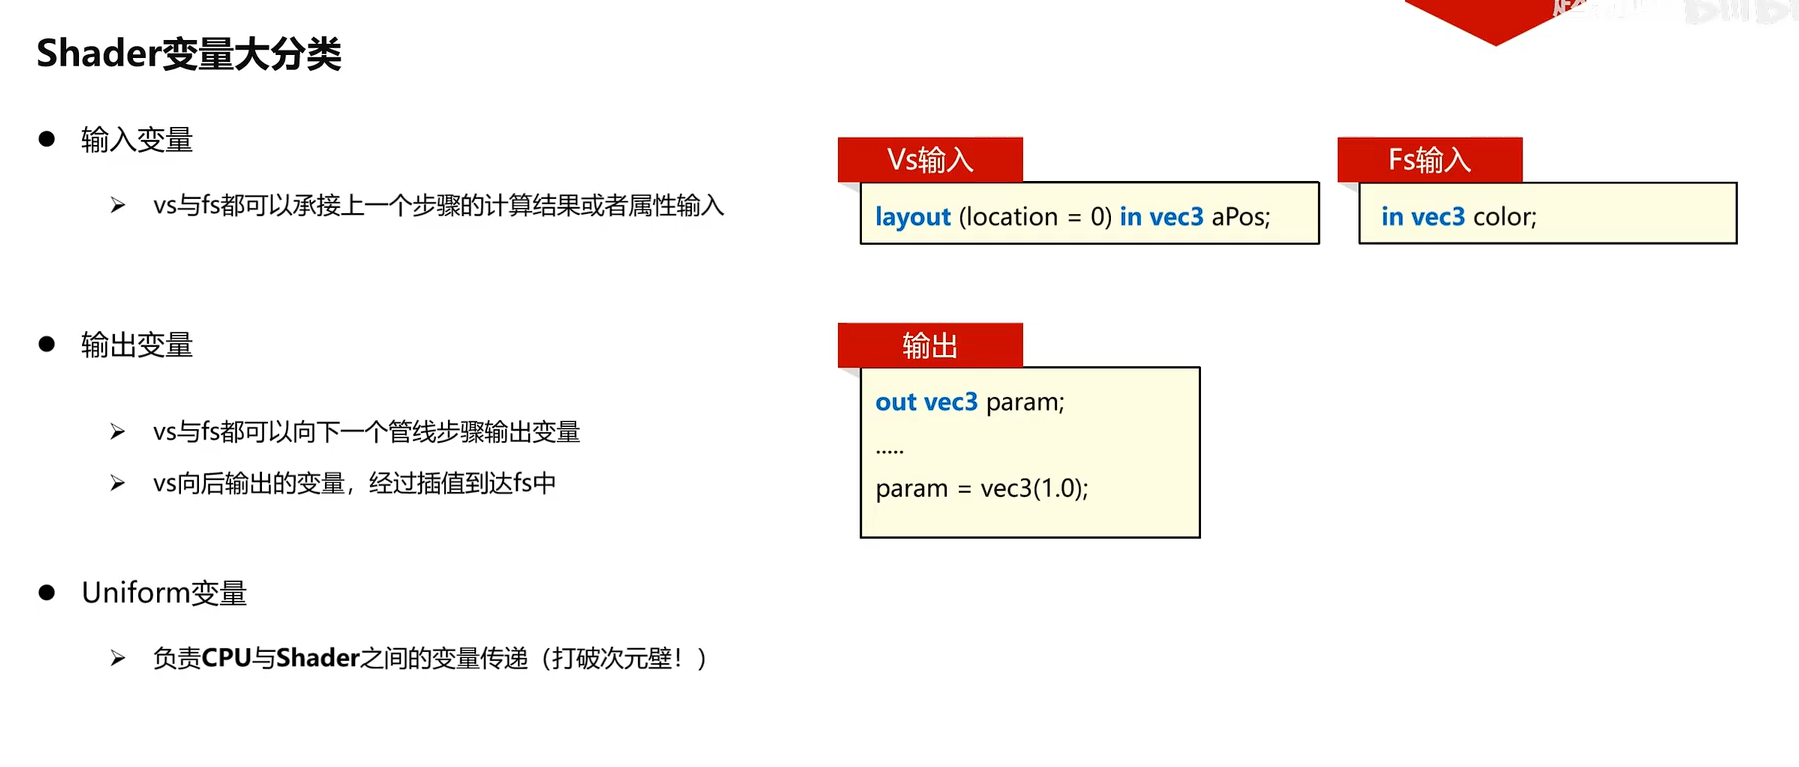 Shader变量大分类
● 输入变量
➢ vs与fs都可以承接上一个步骤的计算结果或者属性输入
Vs输入
layout (location = 0) in vec3 aPos;
Fs输入
in vec3 color;
● 输出变量
➢ vs与fs都可以向下一个管线步骤输出变量
➢ vs向后输出的变量，经过插值到达fs中
输出
out vec3 param;
.....
param = vec3(1.0);
● Uniform变量
➢ 负责CPU与Shader之间的变量传递（打破次元壁！）